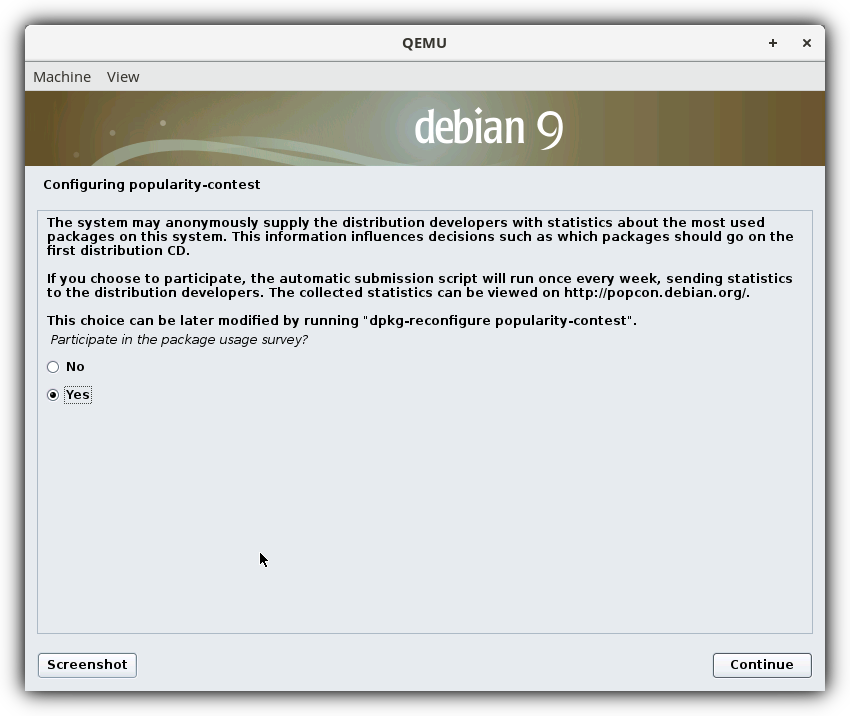 QEMU
Machine View
debian 9
Configuring popularity-contest
The system may anonymously supply the distribution developers with statistics about the most used
packages on this system. This information influences decisions such as which packages should go on the
first distribution CD.
If you choose to participate, the automatic submission script will run once every week, sending statistics
to the distribution developers. The collected statistics can be viewed on http://popcon.debian.org/.
This choice can be later modified by running "dpkg-reconfigure popularity-contest".
Participate in the package usage survey?
No
Yes
Screenshot Continue